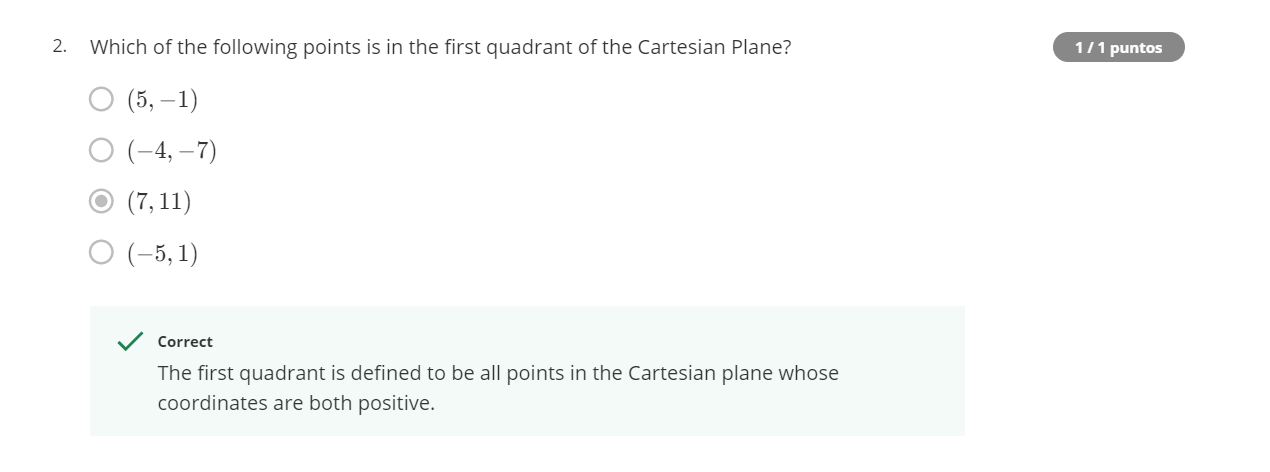 2. Which of the following points is in the first quadrant of the Cartesian Plane?
1 / 1 puntos
(5, −1)
(−4, −7)
(7, 11)
(−5, 1)
Correct
The first quadrant is defined to be all points in the Cartesian plane whose
coordinates are both positive.